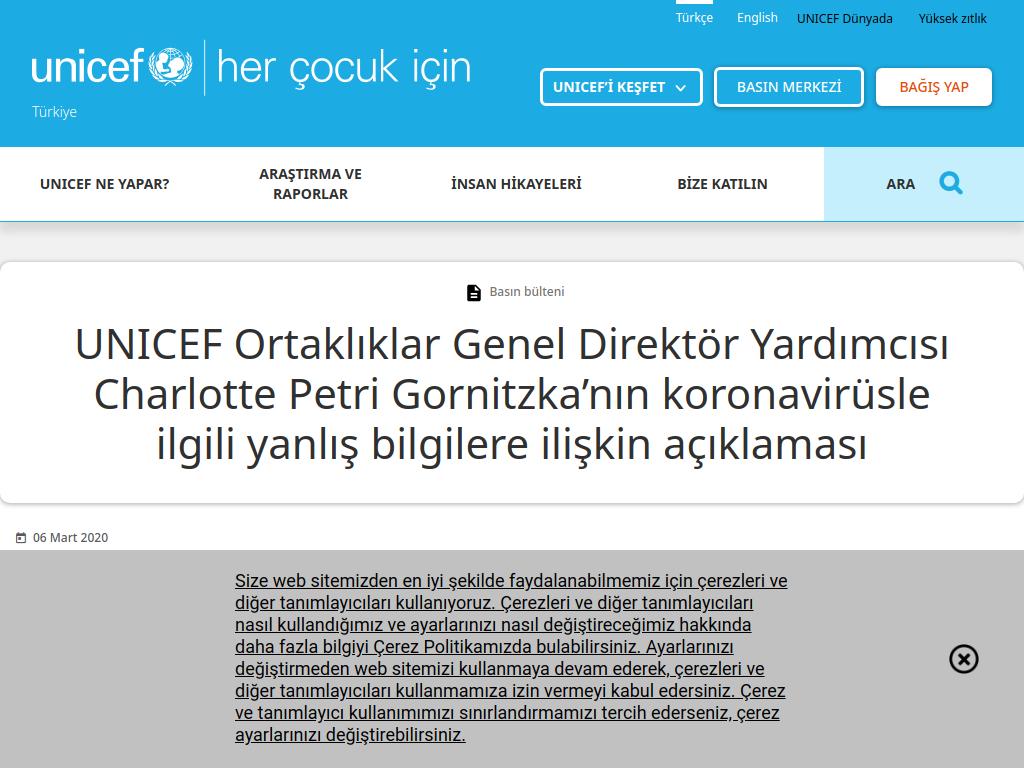 Türkçe
English
UNICEF Dünyada
Yüksek zıtlık
unicef | her çocuk için
Türkiye
UNICEF'İ KEŞFET
BASIN MERKEZİ
BAĞIŞ YAP
UNICEF NE YAPAR?
ARAŞTIRMA VE
RAPORLAR
İNSAN HİKAYELERİ
BİZE KATILIN
ARA
Basın bülteni
UNICEF Ortaklıklar Genel Direktör Yardımcısı
Charlotte Petri Gornitzka’nın koronavirüsle
ilgili yanlış bilgilere ilişkin açıklaması
06 Mart 2020
Size web sitemizden en iyi şekilde faydalanabilmemiz için çerezleri ve
diğer tanımlayıcıları kullanıyoruz. Çerezleri ve diğer tanımlayıcıları
nasıl kullandığımız ve ayarlarınızı nasıl değiştireceğimiz hakkında
daha fazla bilgiyi Çerez Politikamızda bulabilirsiniz. Ayarlarınızı
değiştirmeden web sitemizi kullanmaya devam ederek, çerezleri ve
diğer tanımlayıcıları kullanmamıza izin vermeyi kabul edersiniz. Çerez
ve tanımlayıcı kullanımımızı sınırlandırmamızı tercih ederseniz, çerez
ayarlarınızı değiştirebilirsiniz.